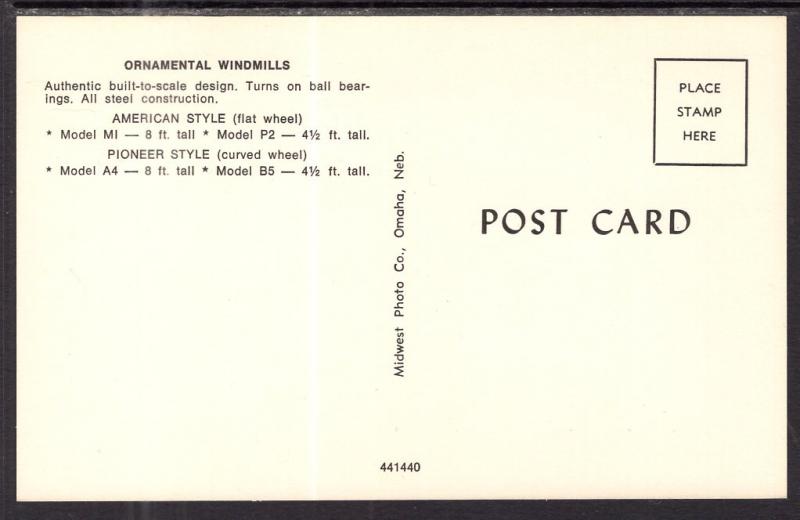 ORNAMENTAL WINDMILLS
Authentic built-to-scale design. Turns on ball bear-
ings. All steel construction.
AMERICAN STYLE (flat wheel)
* Model MI — 8 ft. tall * Model P2 — 4½ ft. tall.
PIONEER STYLE (curved wheel)
* Model A4 — 8 ft. tall * Model B5 — 4½ ft. tall.
Midwest Photo Co., Omaha, Neb.
441440
PLACE
STAMP
HERE
POST CARD